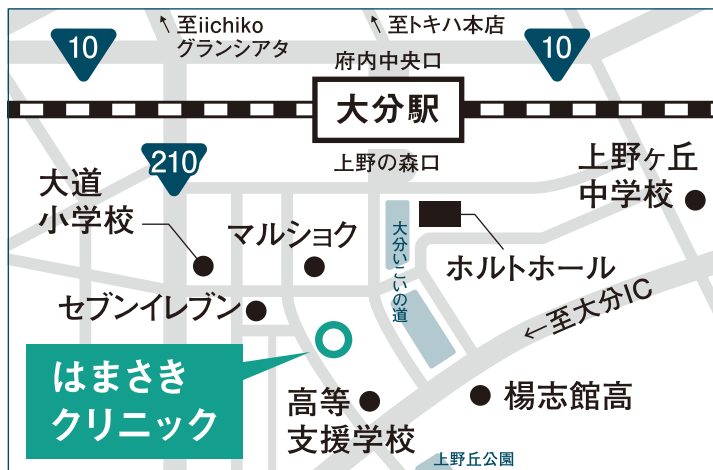 ↖至iichiko
グランシアタ
↖至トキハ本店
10
10
府内中央口
大分駅
上野の森口
210
大道
小学校
上野ヶ丘
中学校
マルショク
大分いこいの道
ホルトホール
セブンイレブン
←至大分IC
はまさき
クリニック
高等
支援学校
楊志館高
上野丘公園